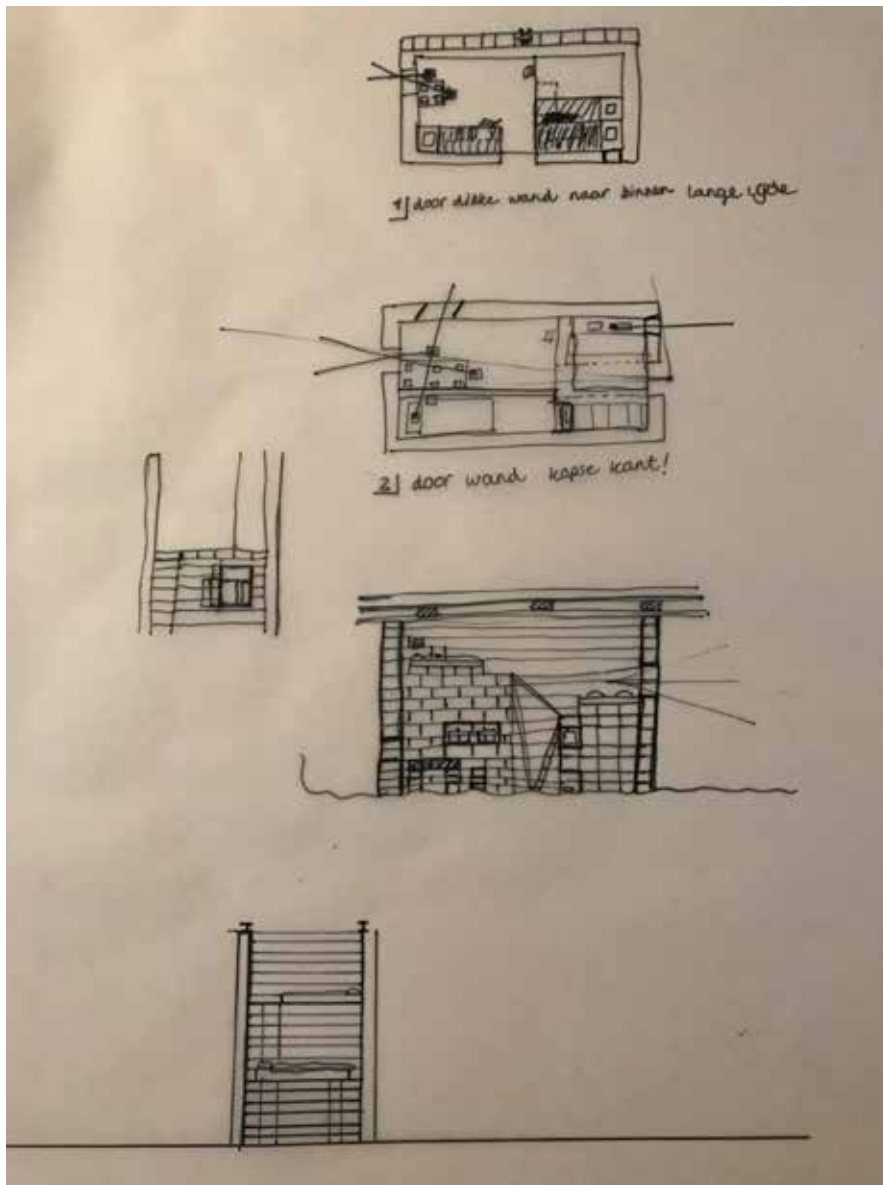 1| door dikke wand naar binnen lange zijde
2| door wand kopse kant!